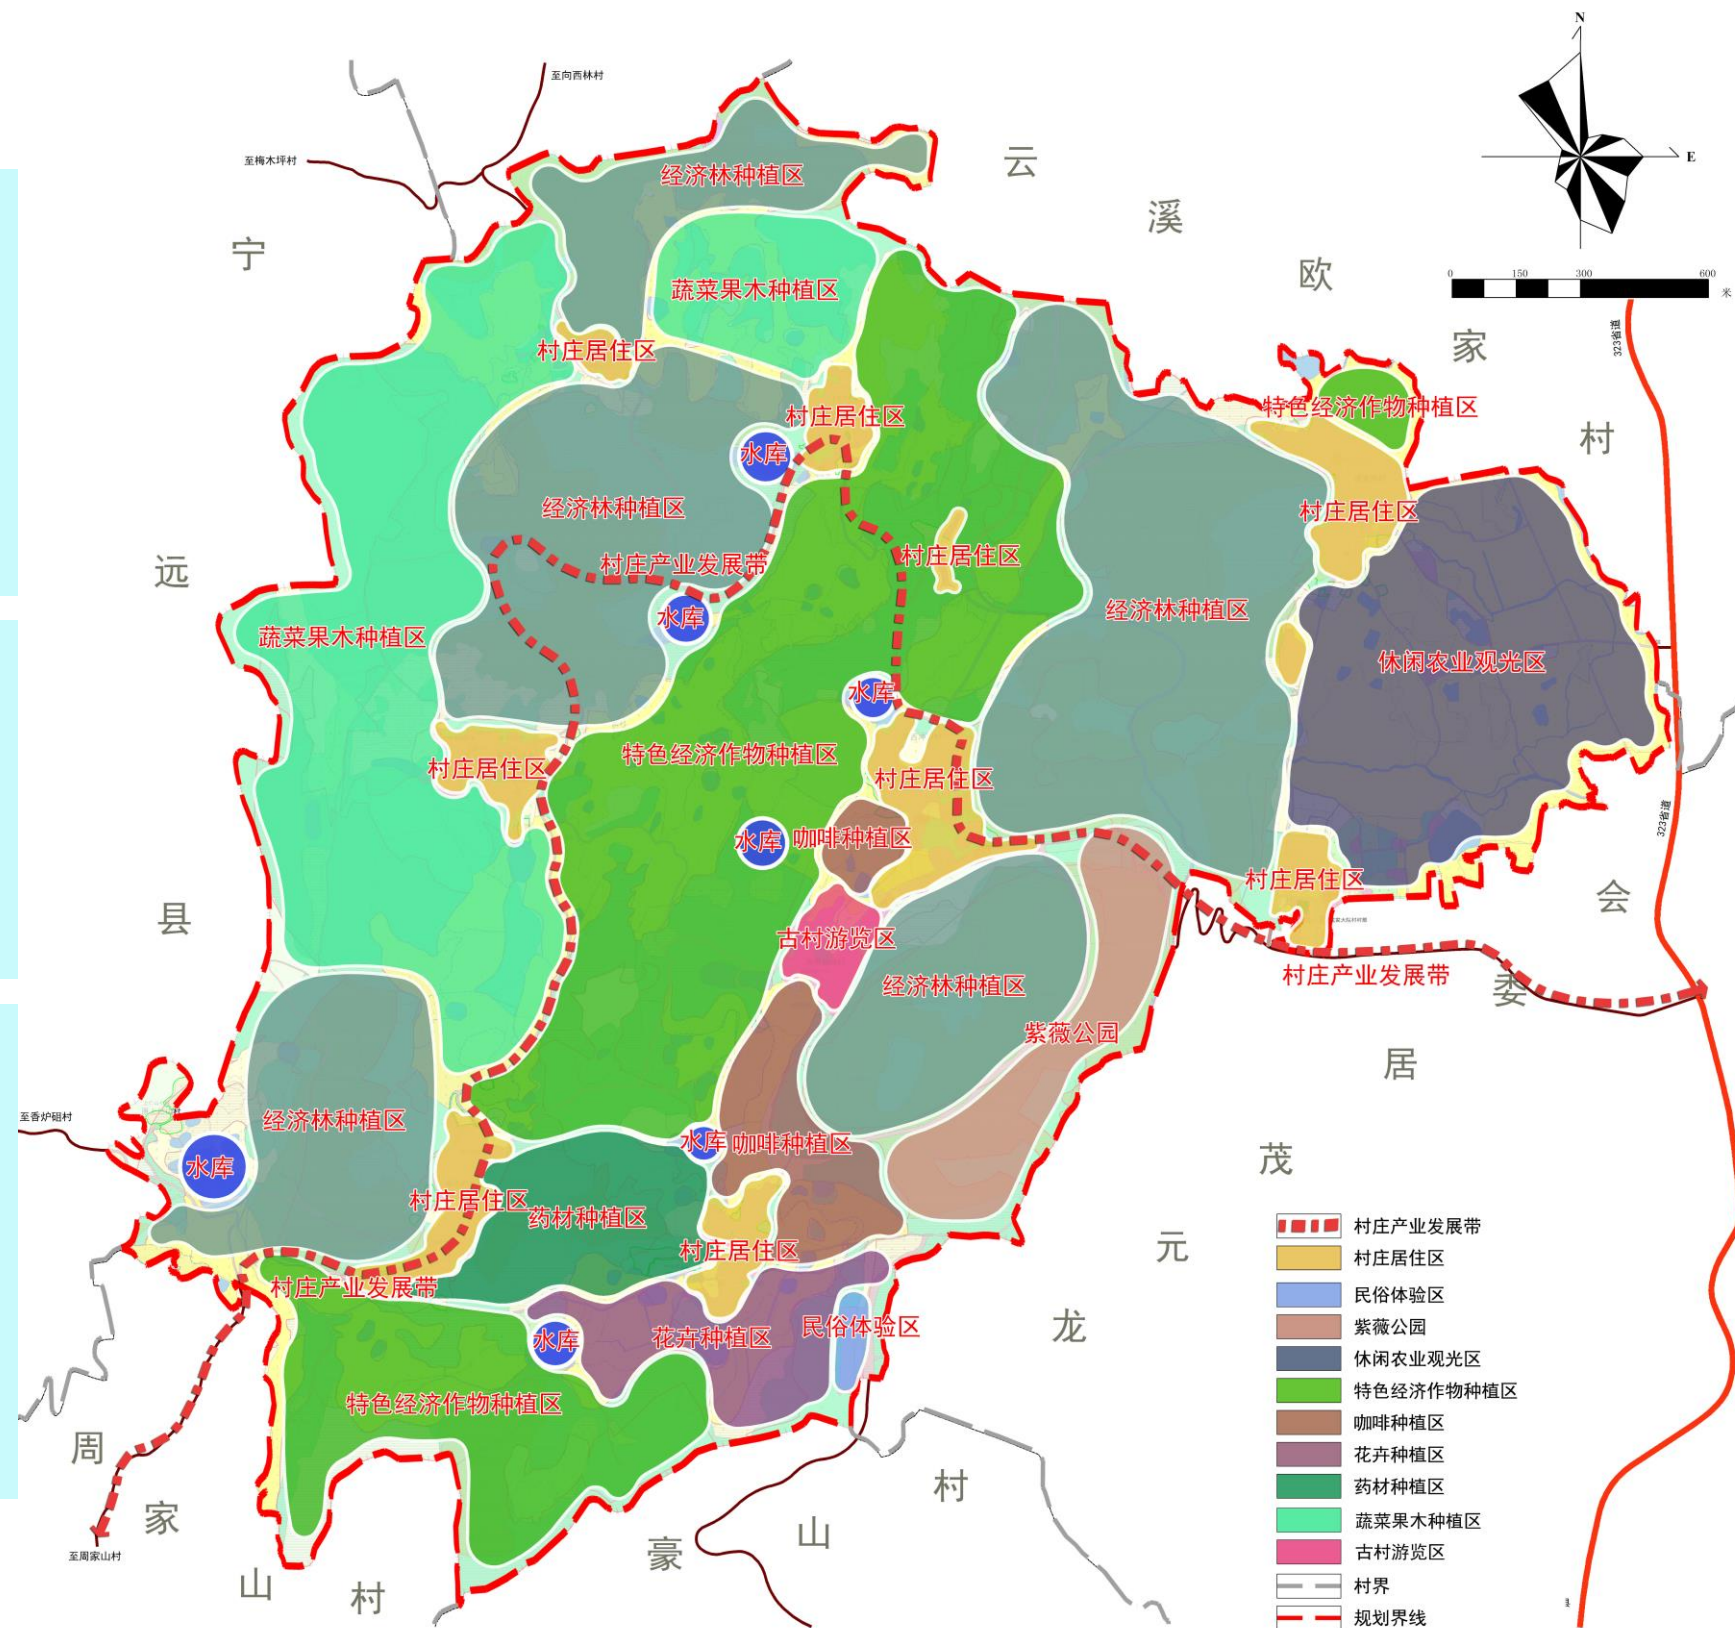 N
至向西林村
E
至梅木坪村
云
经济林种植区
溪
宁
欧
0 150 300 600
米
蔬菜果木种植区
323省道
家
村庄居住区
特色经济作物种植区
村庄居住区
村
水库
经济林种植区
村庄居住区
村庄居住区
村庄产业发展带
远
经济林种植区
水库
蔬菜果木种植区
休闲农业观光区
水库
特色经济作物种植区
村庄居住区
村庄居住区
323省道
水库
咖啡种植区
村庄居住区
会
县
古村游览区
村庄产业发展带
经济林种植区
委
紫薇公园
居
至香炉碏村
经济林种植区
水库
咖啡种植区
茂
水库
村庄居住区
药材种植区
村庄产业发展带
元
村庄居住区
村庄居住区
民俗体验区
村庄产业发展带
民俗体验区
龙
紫薇公园
水库
花卉种植区
休闲农业观光区
特色经济作物种植区
特色经济作物种植区
咖啡种植区
周
花卉种植区
村
药材种植区
家
山
蔬菜果木种植区
至周家山村
豪
古村游览区
山
村
村界
规划界线